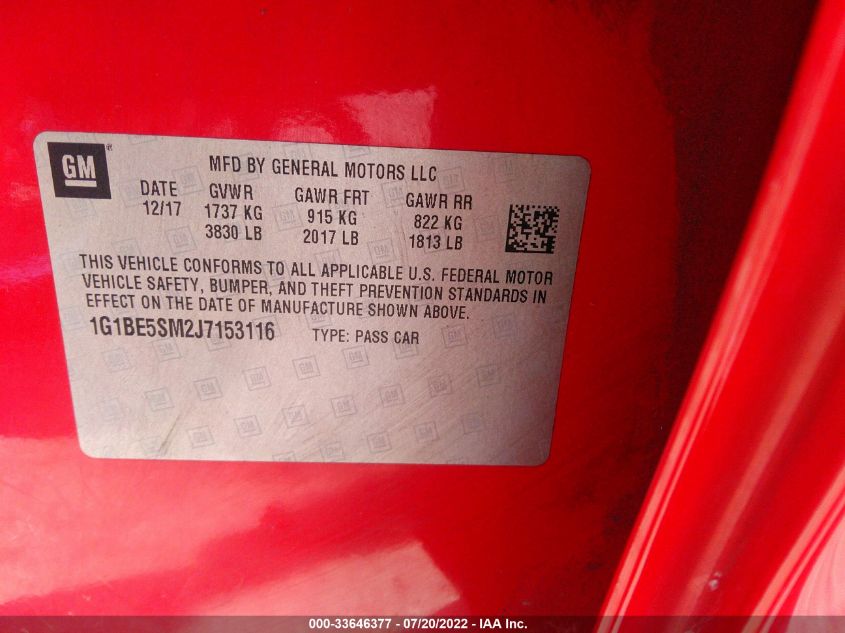 GM
MFD BY GENERAL MOTORS LLC
DATE GVWR GAWR FRT GAWR RR
12/17 1737 KG 915 KG 822 KG
3830 LB 2017 LB 1813 LB
THIS VEHICLE CONFORMS TO ALL APPLICABLE U.S. FEDERAL MOTOR
VEHICLE SAFETY, BUMPER, AND THEFT PREVENTION STANDARDS IN
EFFECT ON THE DATE OF MANUFACTURE SHOWN ABOVE.
1G1BE5SM2J7153116 TYPE: PASS CAR
000-33646377 - 07/20/2022 - IAA Inc.